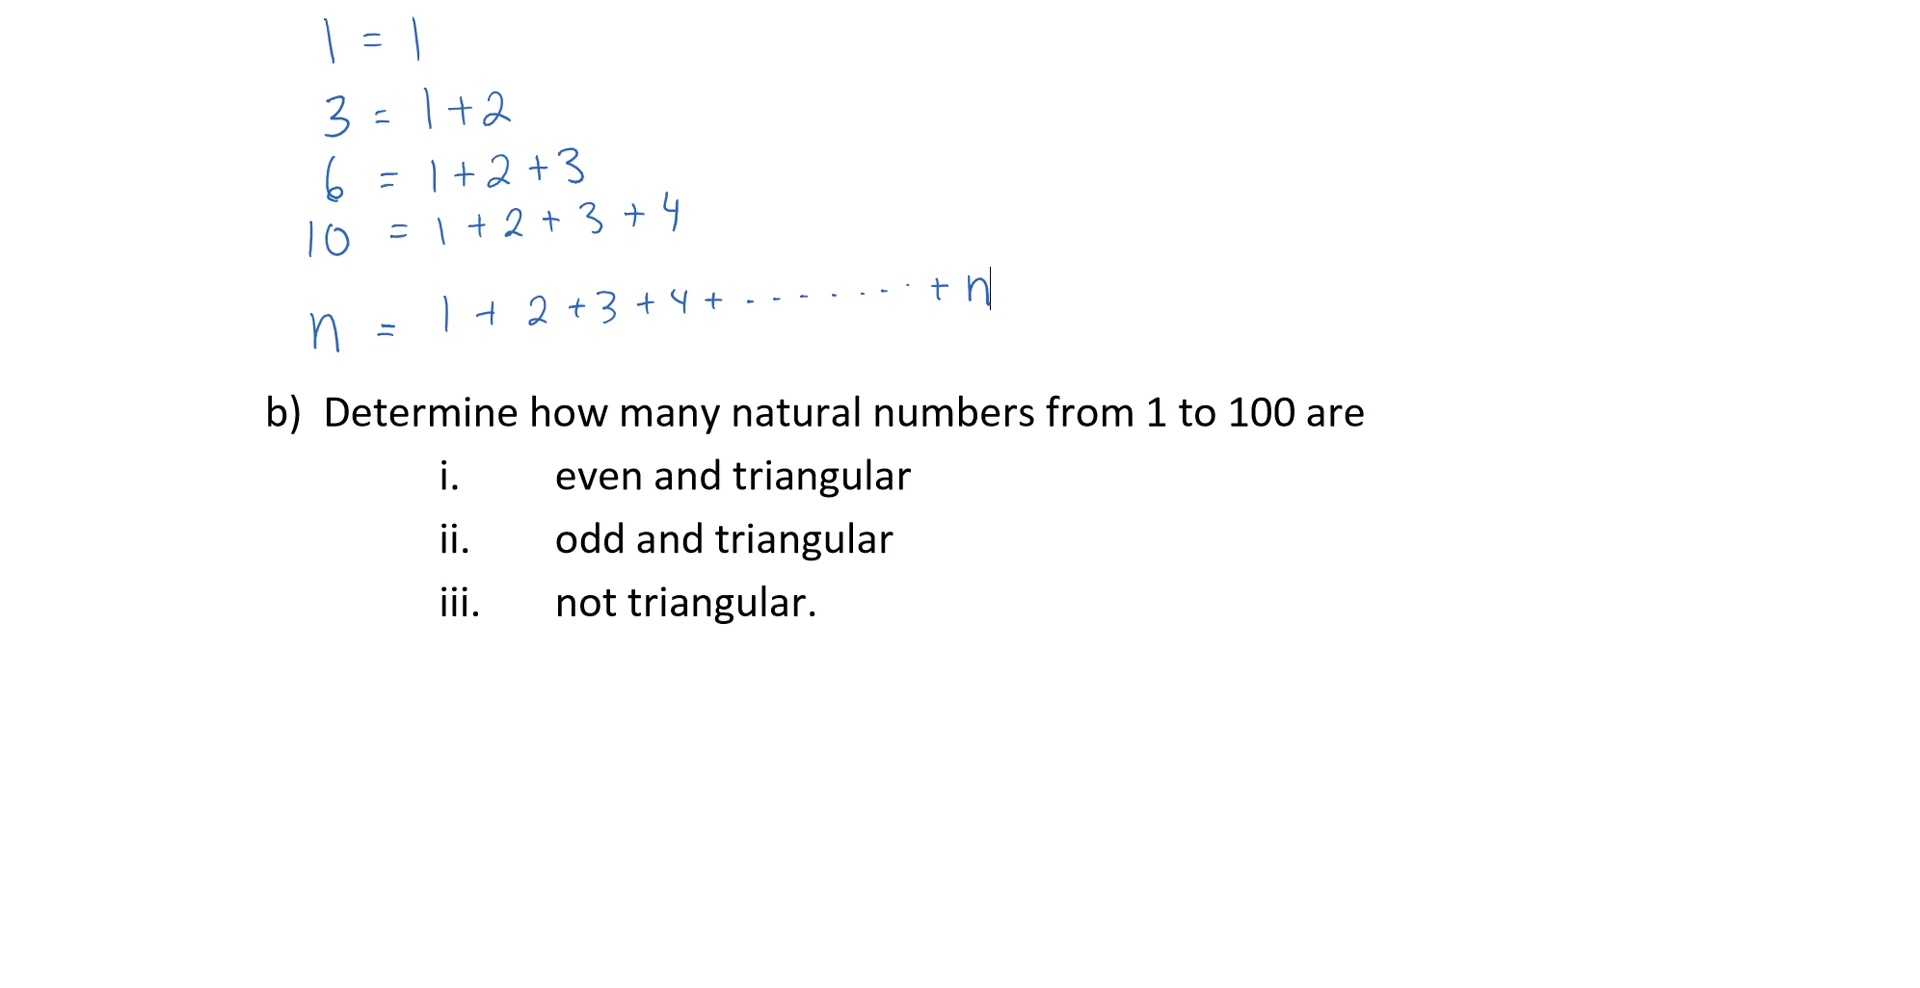 1 = 1
3 = 1+2
6 = 1+2+3
10 = 1+2+3+4
n = 1+2+3+4+.......+n
b) Determine how many natural numbers from 1 to 100 are
i. even and triangular
ii. odd and triangular
iii. not triangular.